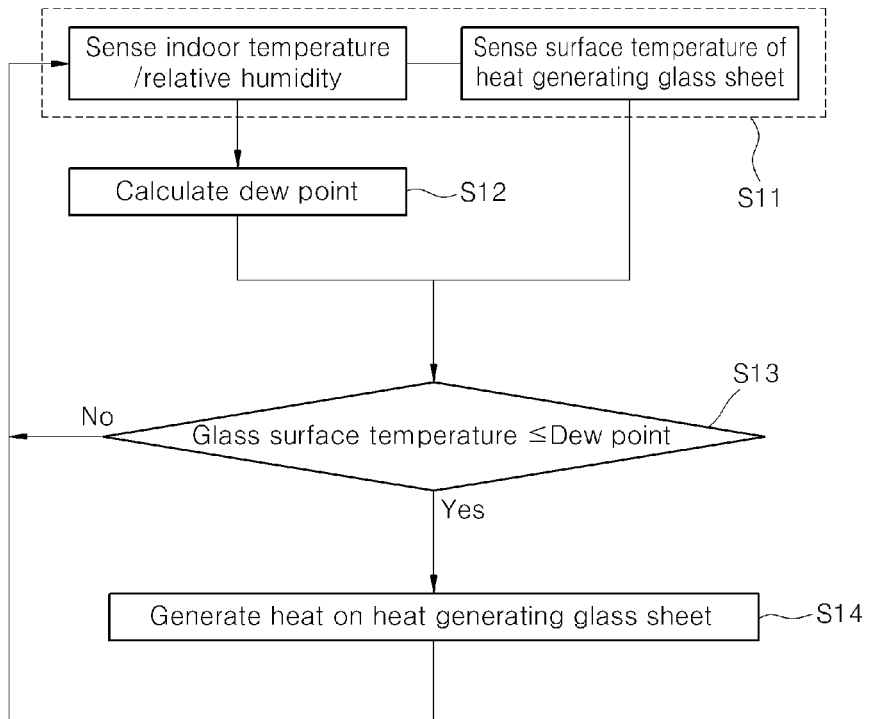 Sense indoor temperature
/relative humidity
Sense surface temperature of
heat generating glass sheet
S11
Calculate dew point
S12
S13
Glass surface temperature ≤Dew point
No
Yes
Generate heat on heat generating glass sheet
S14